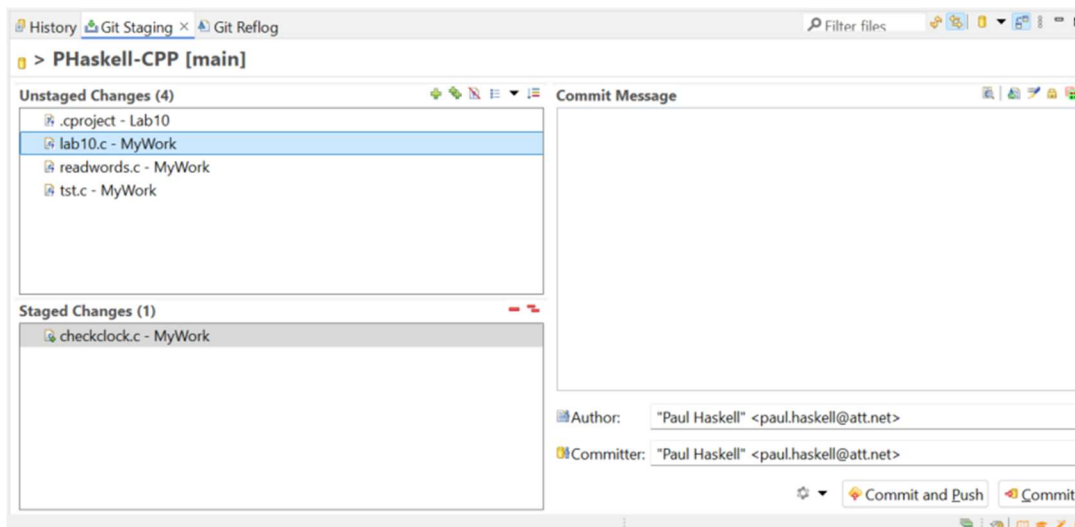 History Git Staging × Git Reflog Filter files
> PHaskell-CPP [main]
Unstaged Changes (4)
.cproject - Lab10
lab10.c - MyWork
readwords.c - MyWork
tst.c - MyWork
Staged Changes (1)
checkclock.c - MyWork
Commit Message
Author: "Paul Haskell" <paul.haskell@att.net>
Committer: "Paul Haskell" <paul.haskell@att.net>
Commit and Push Commit